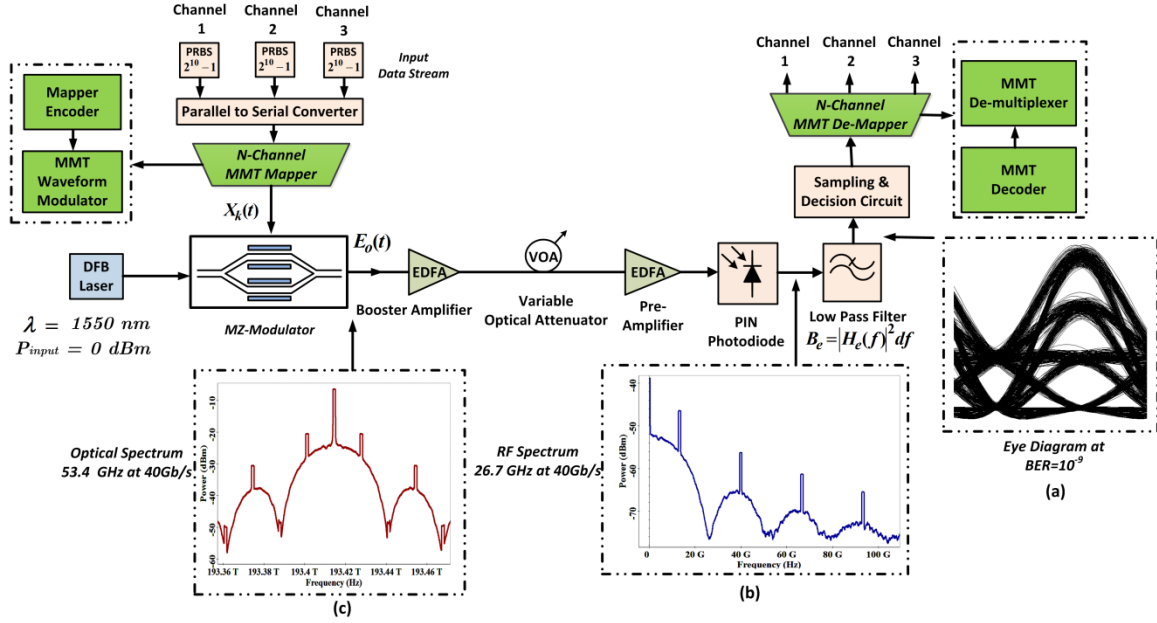 Channel 1
Channel 2
Channel 3
PRBS 2^10 − 1
PRBS 2^10 − 1
PRBS 2^10 − 1
Input
Data Stream
Parallel to Serial Converter
N-Channel
MMT Mapper
Mapper
Encoder
MMT
Waveform
Modulator
X_k(t)
E_o(t)
DFB
Laser
λ = 1550 nm
P_input = 0 dBm
MZ-Modulator
EDFA
Booster Amplifier
VOA
Variable
Optical Attenuator
EDFA
Pre-
Amplifier
PIN
Photodiode
Low Pass Filter
B_e=|H_e(f)|^2 df
Sampling &
Decision Circuit
N-Channel
MMT De-Mapper
Channel 1
Channel 2
Channel 3
MMT
De-multiplexer
MMT
Decoder
Eye Diagram at
BER=10^-9
(a)
Optical Spectrum
53.4 GHz at 40Gb/s
Power (dBm)
-10
-20
-30
-40
-50
-60
193.36 T 193.38 T 193.4 T 193.42 T 193.44 T 193.46 T
Frequency (Hz)
(c)
RF Spectrum
26.7 GHz at 40Gb/s
Power (dBm)
-40
-50
-60
-70
0 20 G 40 G 60 G 80 G 100 G
Frequency (Hz)
(b)